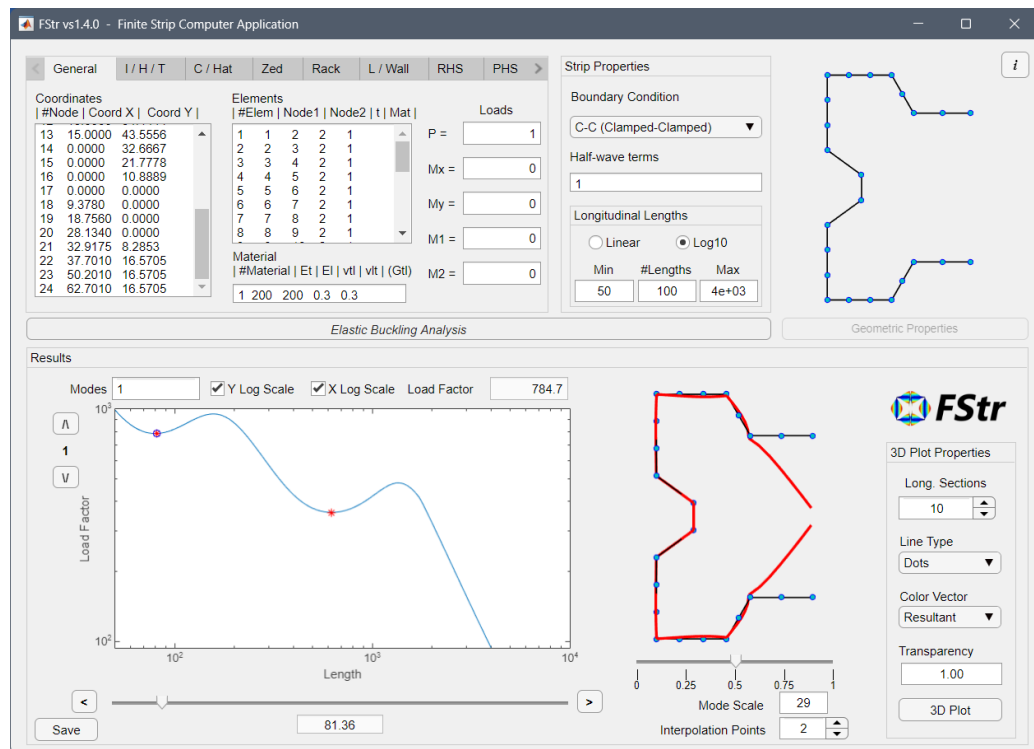 FStr vs1.4.0 - Finite Strip Computer Application
General I / H / T C / Hat Zed Rack L / Wall RHS PHS
Coordinates
| #Node | Coord X | Coord Y |
13 15.0000 43.5556
14 0.0000 32.6667
15 0.0000 21.7778
16 0.0000 10.8889
17 0.0000 0.0000
18 9.3780 0.0000
19 18.7560 0.0000
20 28.1340 0.0000
21 32.9175 8.2853
22 37.7010 16.5705
23 50.2010 16.5705
24 62.7010 16.5705
Elements
| #Elem | Node1 | Node2 | t | Mat |
1 1 2 2 1
2 2 3 2 1
3 3 4 2 1
4 4 5 2 1
5 5 6 2 1
6 6 7 2 1
7 7 8 2 1
8 8 9 2 1
Material
| #Material | Et | El | vtl | vlt | (Gtl)
1 200 200 0.3 0.3
Loads
P = 1
Mx = 0
My = 0
M1 = 0
M2 = 0
Strip Properties
Boundary Condition
C-C (Clamped-Clamped)
Half-wave terms
1
Longitudinal Lengths
Linear Log10
Min #Lengths Max
50 100 4e+03
i
Elastic Buckling Analysis
Geometric Properties
Results
Modes 1 Y Log Scale X Log Scale Load Factor 784.7
/\
1
\/
10³
10²
Load Factor
10² 10³ 10⁴
Length
< >
81.36
Save
0 0.25 0.5 0.75 1
Mode Scale 29
Interpolation Points 2
FStr
3D Plot Properties
Long. Sections
10
Line Type
Dots
Color Vector
Resultant
Transparency
1.00
3D Plot